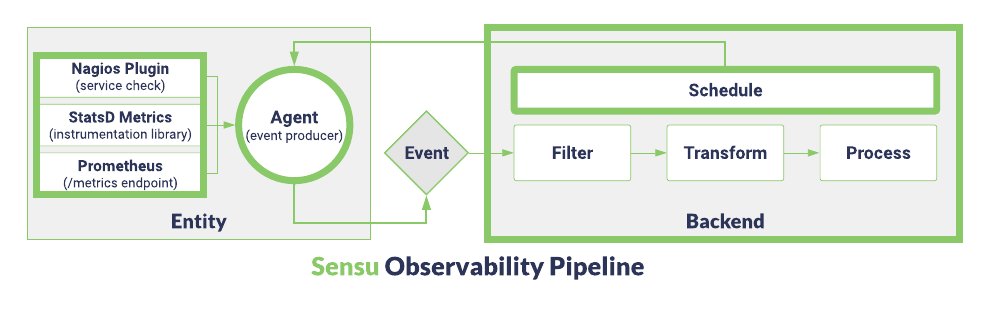 Nagios Plugin
(service check)
StatsD Metrics
(instrumentation library)
Prometheus
(/metrics endpoint)
Agent
(event producer)
Entity
Event
Schedule
Filter
Transform
Process
Backend
Sensu Observability Pipeline